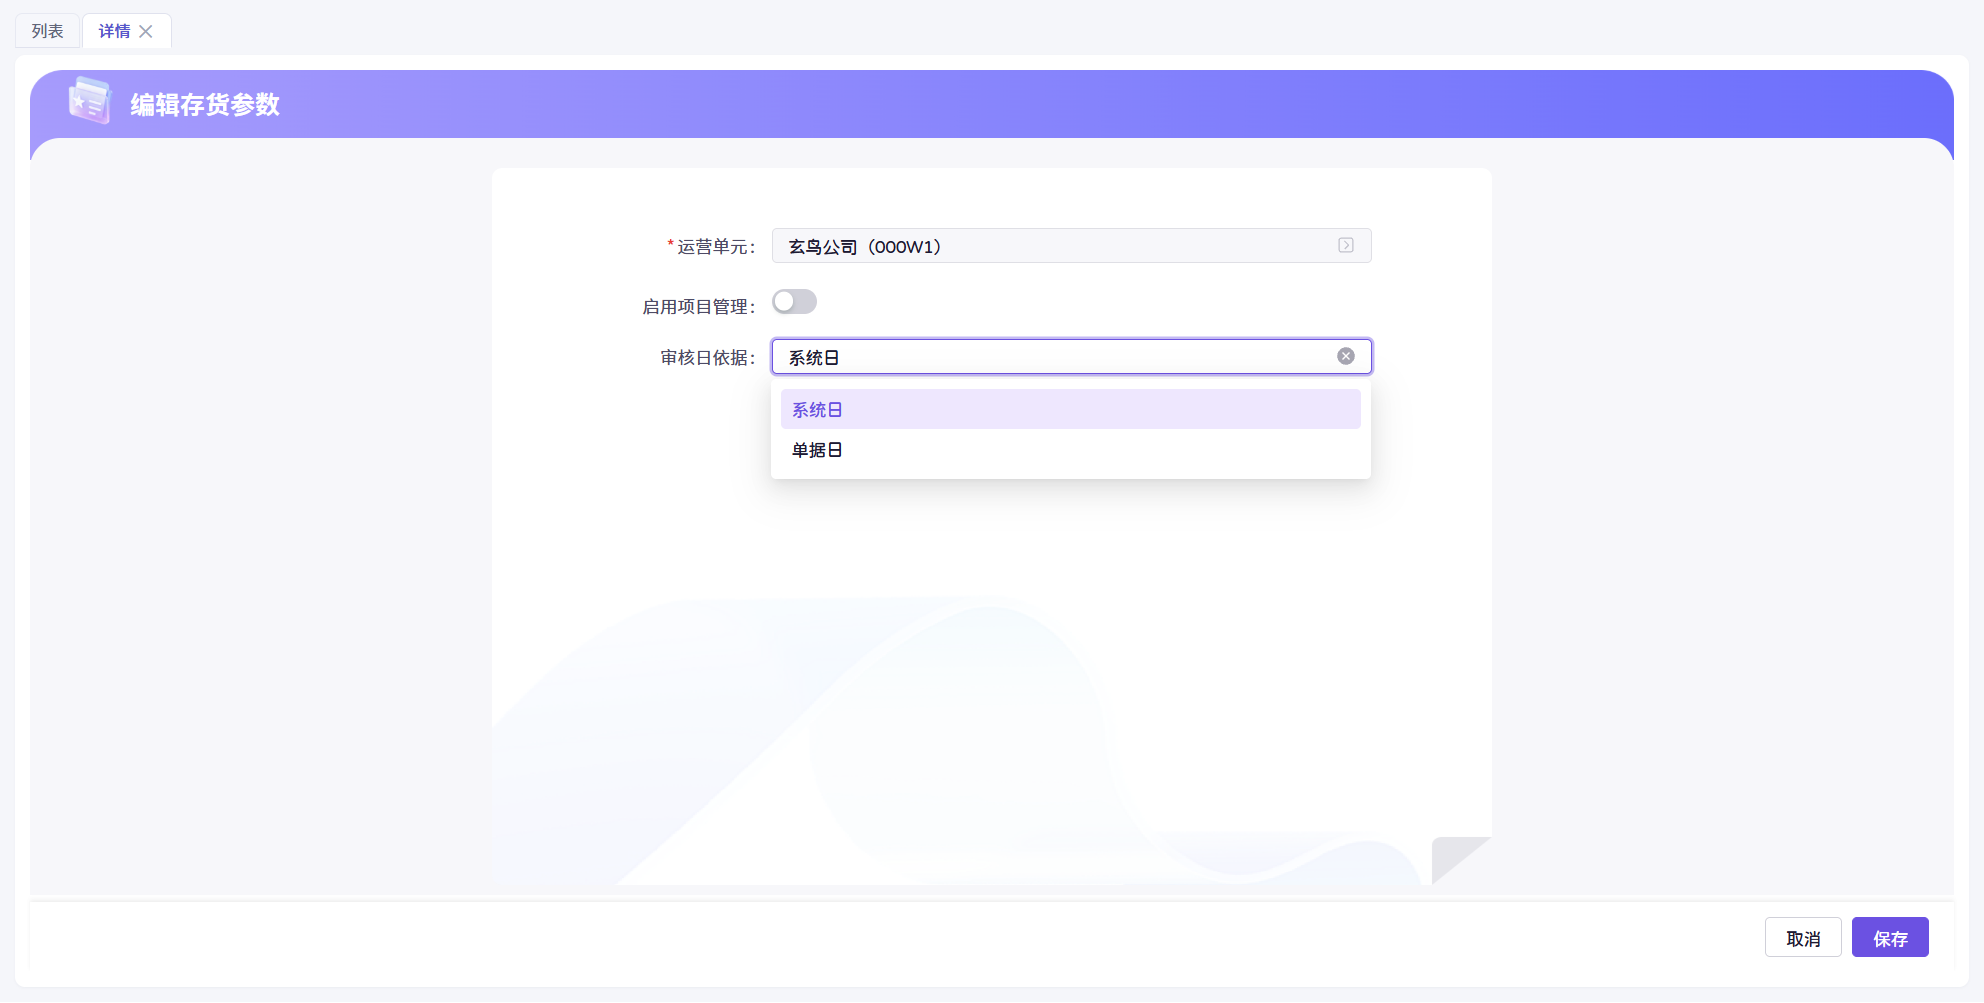 列表 详情
编辑存货参数
*运营单元： 玄鸟公司（000W1）
启用项目管理：
审核日依据： 系统日
系统日
单据日
取消 保存